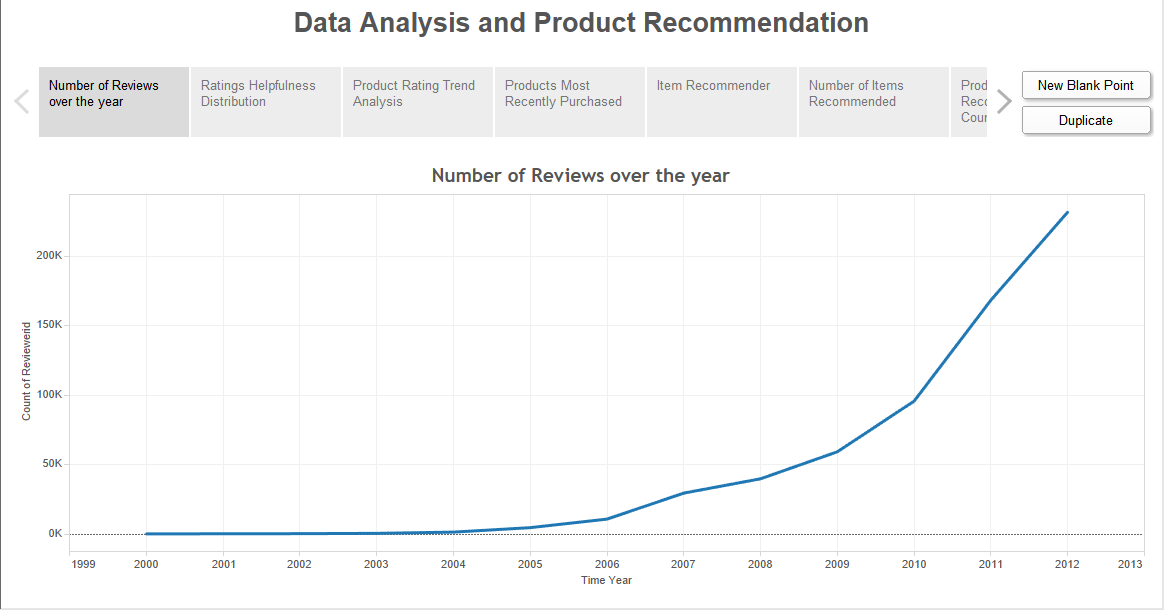 Data Analysis and Product Recommendation
Number of Reviews
over the year
Ratings Helpfulness
Distribution
Product Rating Trend
Analysis
Products Most
Recently Purchased
Item Recommender
Number of Items
Recommended
Prod
Reco
Cour
New Blank Point
Duplicate
Number of Reviews over the year
Count of Reviewerid
200K
150K
100K
50K
0K
1999 2000 2001 2002 2003 2004 2005 2006 2007 2008 2009 2010 2011 2012 2013
Time Year